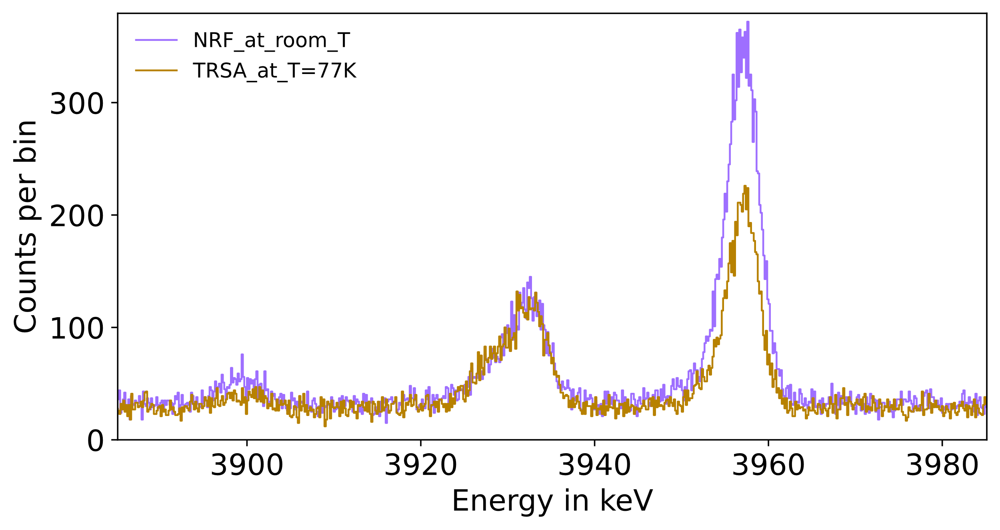 NRF_at_room_T
TRSA_at_T=77K
300
200
100
0
Counts per bin
3900 3920 3940 3960 3980
Energy in keV